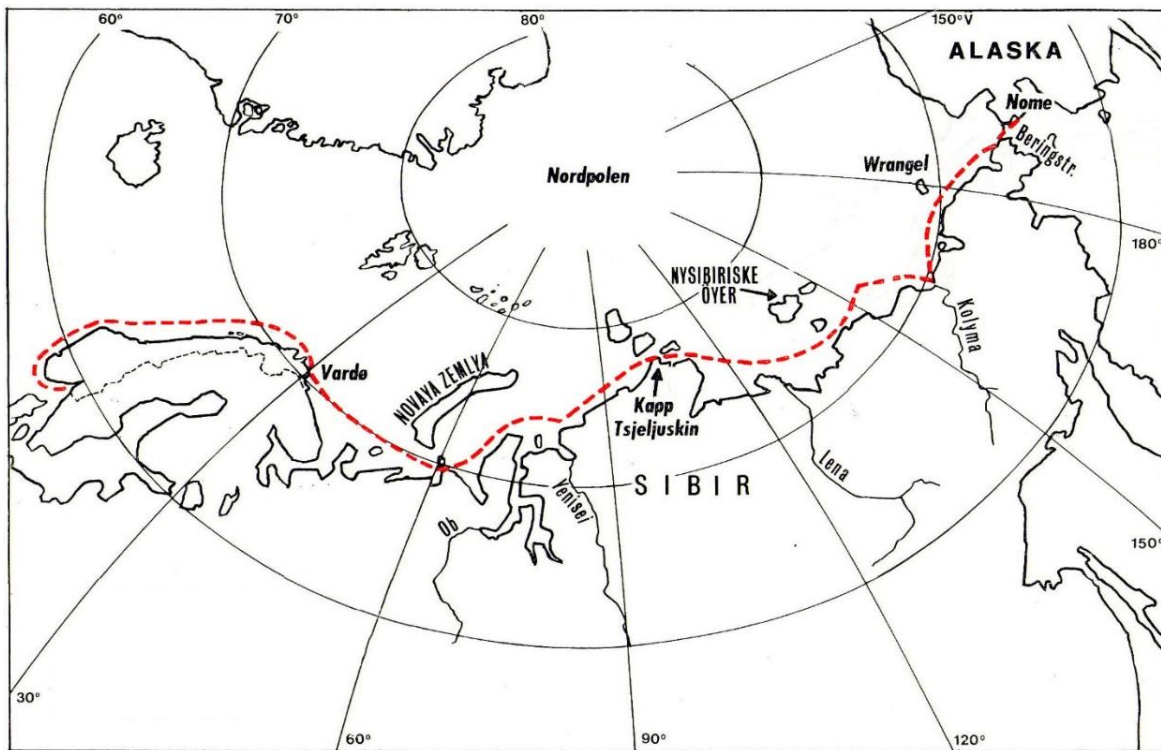 60°
70°
80°
150°V
ALASKA
Nome
Beringstr.
Wrangel
Nordpolen
180°
NYSIBIRISKE
ÖYER
Kolyma
Vardø
NOVAYA ZEMLYA
Kapp
Tsjeljuskin
SIBIR
Lena
Yenisei
Ob
150°
30°
60°
90°
120°